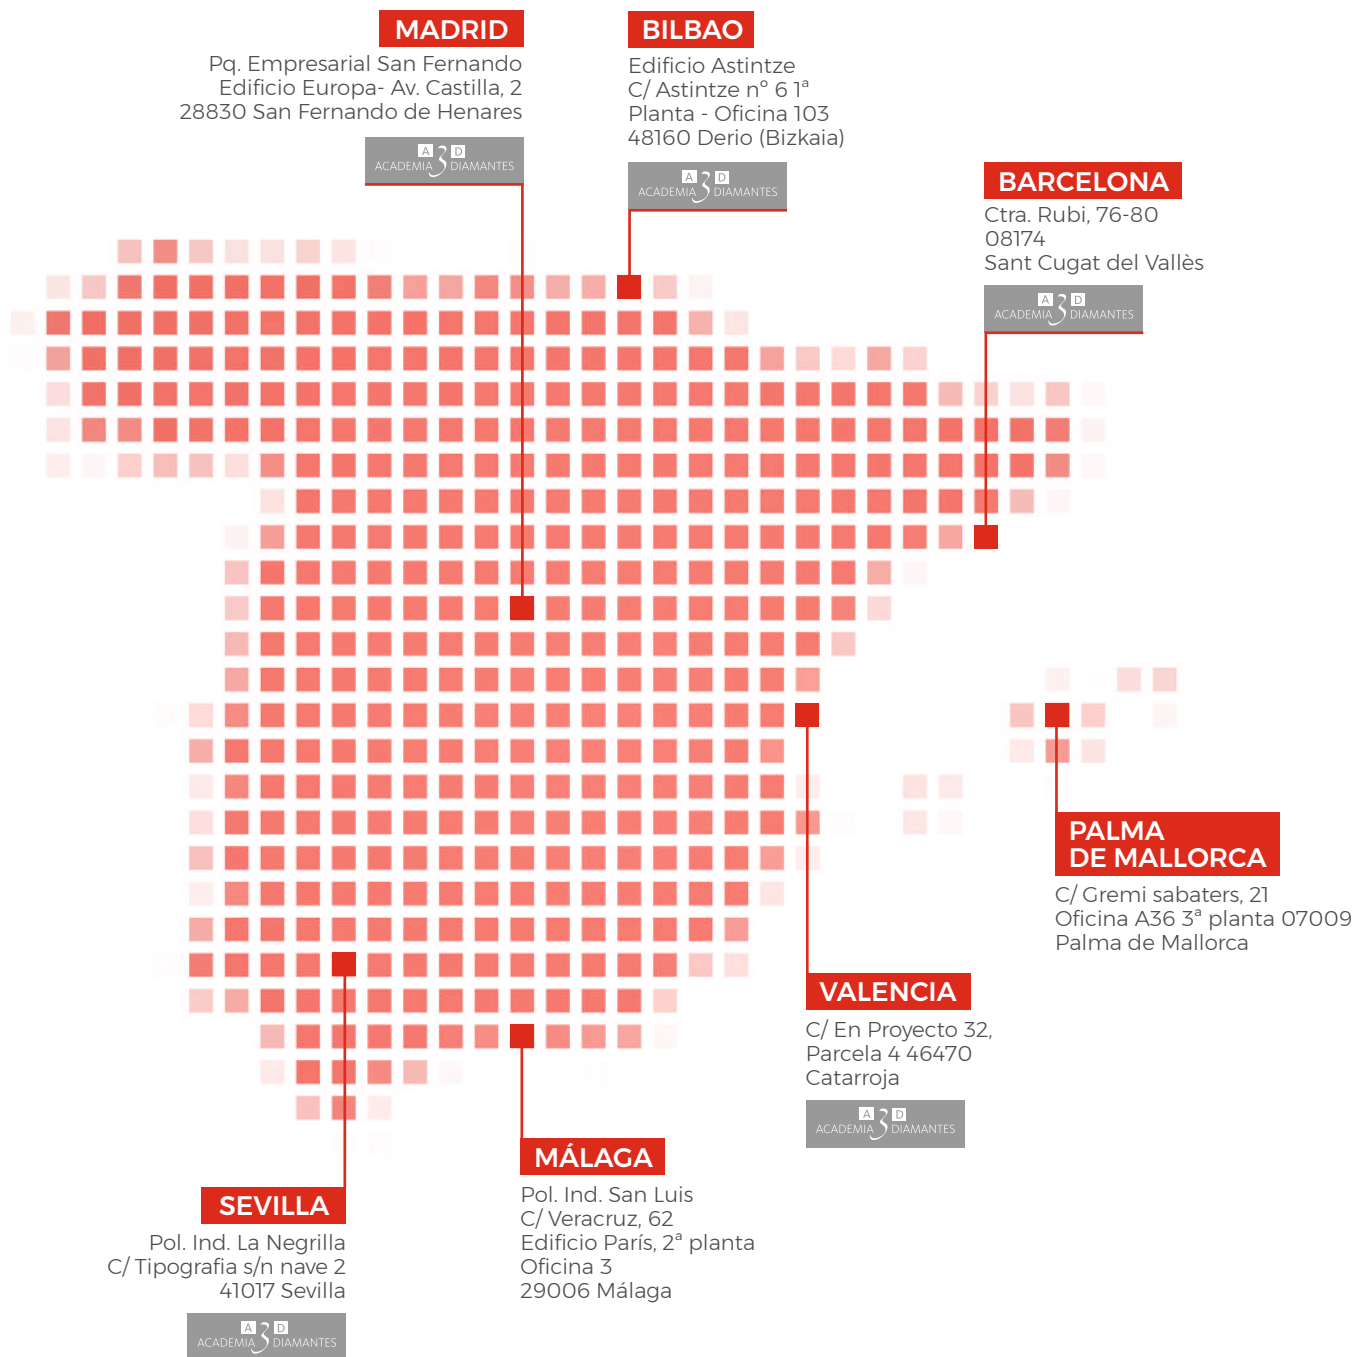 MADRID
Pq. Empresarial San Fernando
Edificio Europa- Av. Castilla, 2
28830 San Fernando de Henares
A D
ACADEMIA 3 DIAMANTES
BILBAO
Edificio Astintze
C/ Astintze nº 6 1ª
Planta - Oficina 103
48160 Derio (Bizkaia)
A D
ACADEMIA 3 DIAMANTES
BARCELONA
Ctra. Rubi, 76-80
08174
Sant Cugat del Vallès
A D
ACADEMIA 3 DIAMANTES
PALMA
DE MALLORCA
C/ Gremi sabaters, 21
Oficina A36 3ª planta 07009
Palma de Mallorca
VALENCIA
C/ En Proyecto 32,
Parcela 4 46470
Catarroja
A D
ACADEMIA 3 DIAMANTES
MÁLAGA
Pol. Ind. San Luis
C/ Veracruz, 62
Edificio París, 2ª planta
Oficina 3
29006 Málaga
SEVILLA
Pol. Ind. La Negrilla
C/ Tipografia s/n nave 2
41017 Sevilla
A D
ACADEMIA 3 DIAMANTES